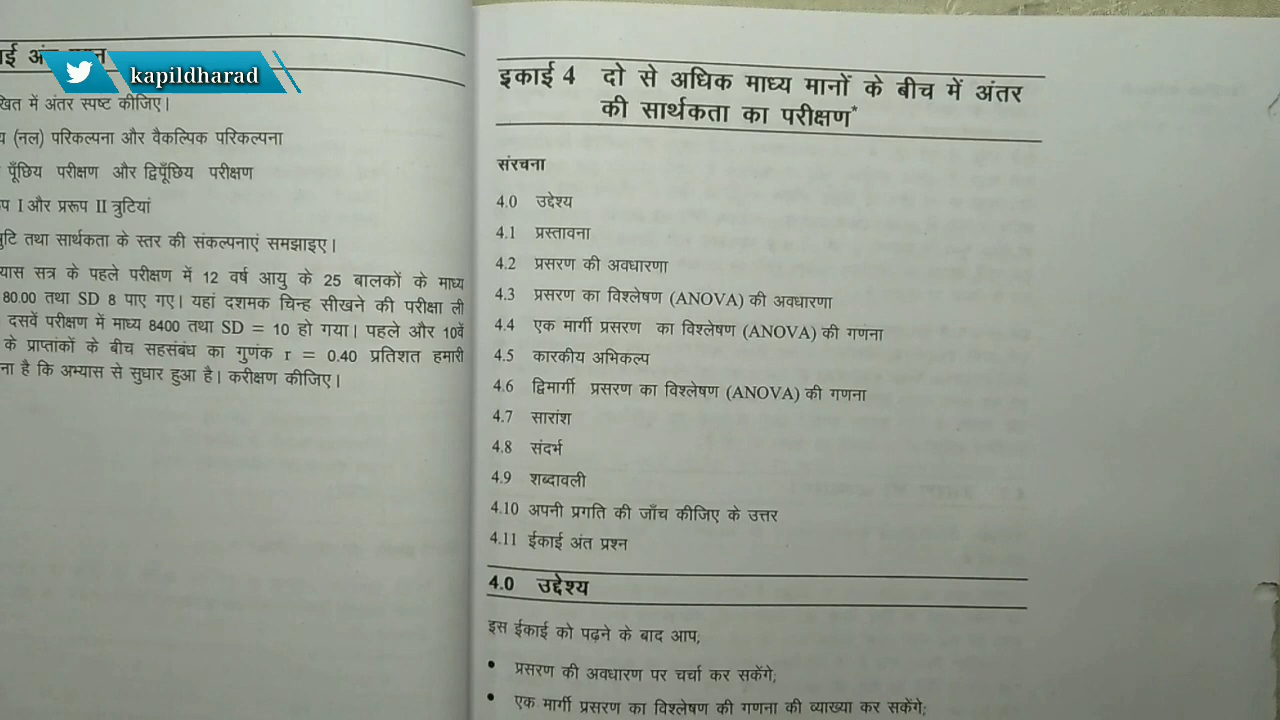 kapildharad
में अंतर स्पष्ट कीजिए।
(नल) परिकल्पना और वैकल्पिक परिकल्पना
पूँछिय परीक्षण और द्विपूँछिय परीक्षण
I और प्ररूप II त्रुटियां
तथा सार्थकता के स्तर की संकल्पनाएं समझाइए।
सत्र के पहले परीक्षण में 12 वर्ष आयु के 25 बालकों के माध्य
80.00 तथा SD 8 पाए गए। यहां दशमक चिन्ह सीखने की परीक्षा ली
दसवें परीक्षण में माध्य 8400 तथा SD = 10 हो गया। पहले और 10वें
के प्राप्तांकों के बीच सहसंबंध का गुणंक r = 0.40 प्रतिशत हमारी
है कि अभ्यास से सुधार हुआ है। करीक्षण कीजिए।
इकाई 4 दो से अधिक माध्य मानों के बीच में अंतर
की सार्थकता का परीक्षण*
संरचना
4.0 उद्देश्य
4.1 प्रस्तावना
4.2 प्रसरण की अवधारणा
4.3 प्रसरण का विश्लेषण (ANOVA) की अवधारणा
4.4 एक मार्गी प्रसरण का विश्लेषण (ANOVA) की गणना
4.5 कारकीय अभिकल्प
4.6 द्विमार्गी प्रसरण का विश्लेषण (ANOVA) की गणना
4.7 सारांश
4.8 संदर्भ
4.9 शब्दावली
4.10 अपनी प्रगति की जाँच कीजिए के उत्तर
4.11 ईकाई अंत प्रश्न
4.0 उद्देश्य
इस ईकाई को पढ़ने के बाद आप,
• प्रसरण की अवधारण पर चर्चा कर सकेंगे;
• एक मार्गी प्रसरण का विश्लेषण की गणना की व्याख्या कर सकेंगे;